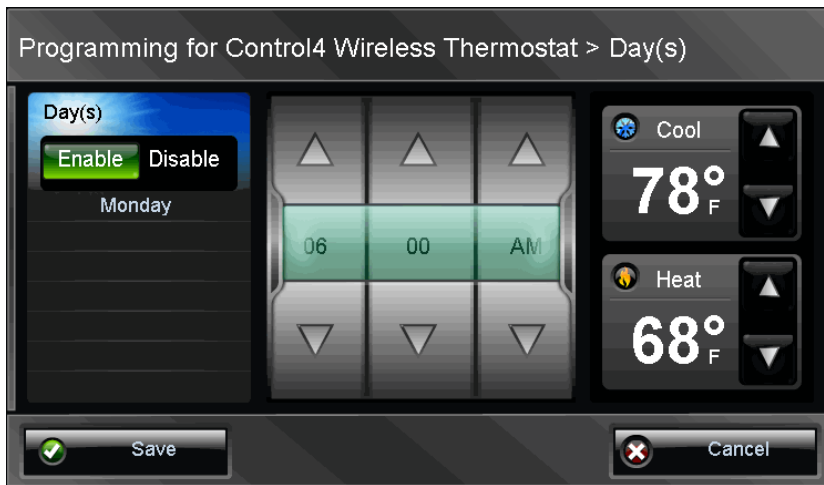 Programming for Control4 Wireless Thermostat > Day(s)
Day(s)
Enable Disable
Monday
06 00 AM
Cool
78°F
Heat
68°F
Save
Cancel